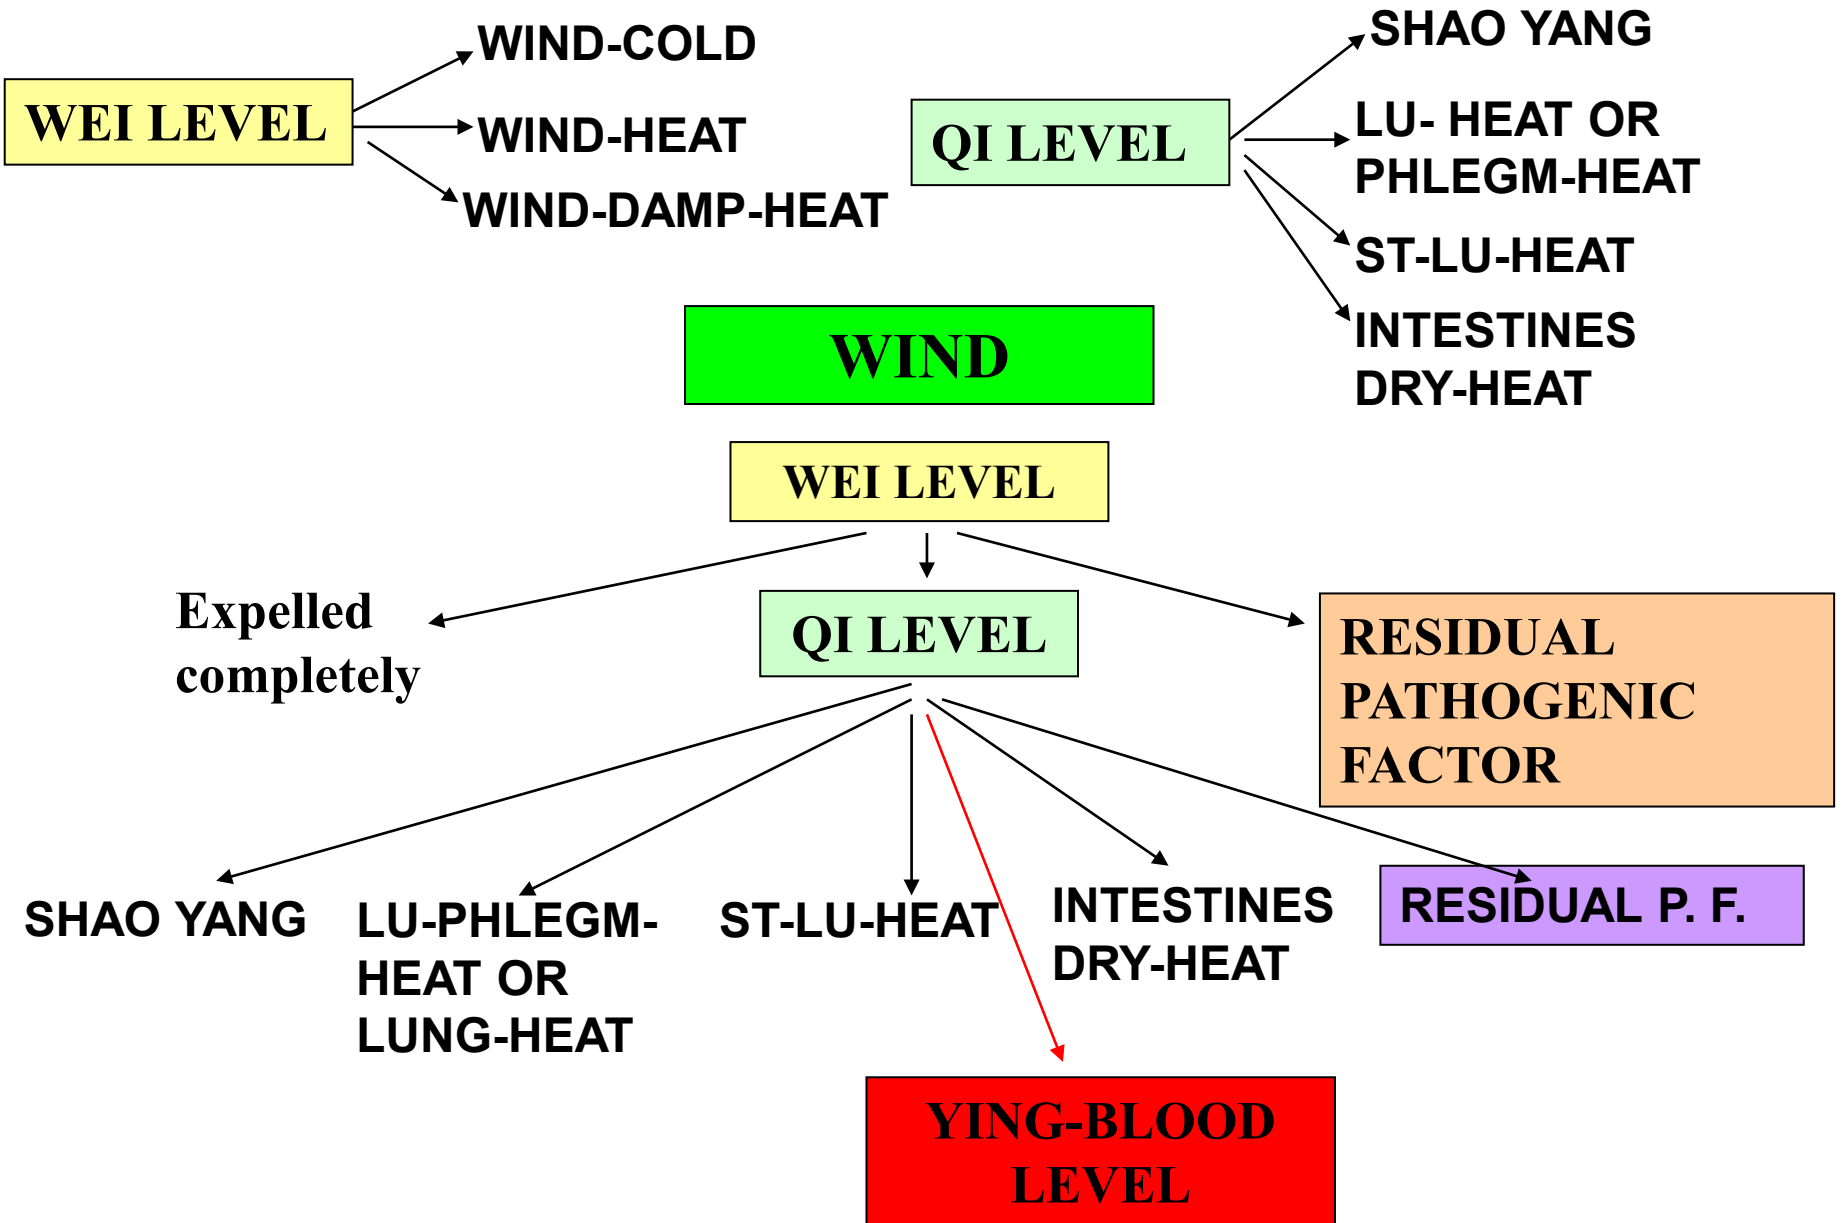 WEI LEVEL
WIND-COLD
WIND-HEAT
WIND-DAMP-HEAT
QI LEVEL
SHAO YANG
LU- HEAT OR
PHLEGM-HEAT
ST-LU-HEAT
INTESTINES
DRY-HEAT
WIND
WEI LEVEL
Expelled
completely
QI LEVEL
RESIDUAL
PATHOGENIC
FACTOR
SHAO YANG
LU-PHLEGM-
HEAT OR
LUNG-HEAT
ST-LU-HEAT
INTESTINES
DRY-HEAT
RESIDUAL P. F.
YING-BLOOD
LEVEL